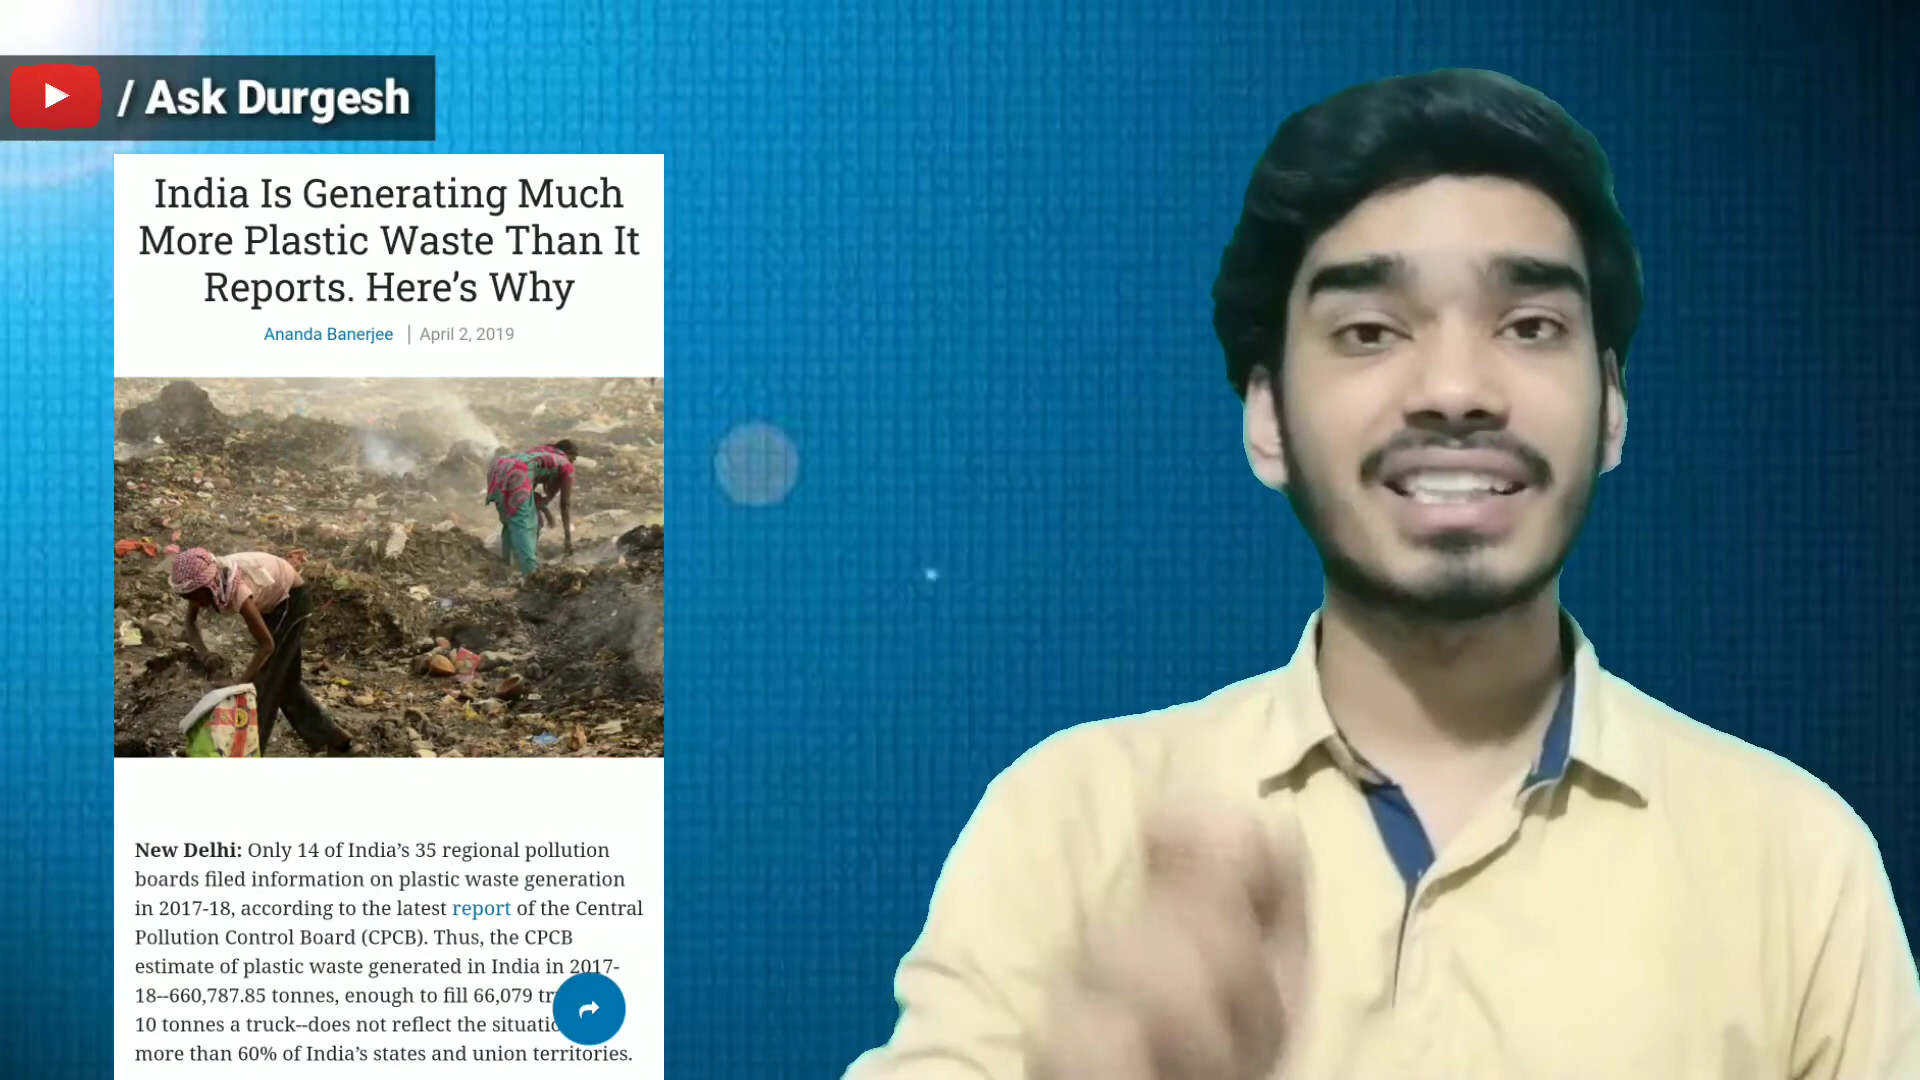 / Ask Durgesh
India Is Generating Much
More Plastic Waste Than It
Reports. Here’s Why
Ananda Banerjee | April 2, 2019
New Delhi: Only 14 of India’s 35 regional pollution
boards filed information on plastic waste generation
in 2017-18, according to the latest report of the Central
Pollution Control Board (CPCB). Thus, the CPCB
estimate of plastic waste generated in India in 2017-
18--660,787.85 tonnes, enough to fill 66,079
10 tonnes a truck--does not reflect the
more than 60% of India’s states and union territories.